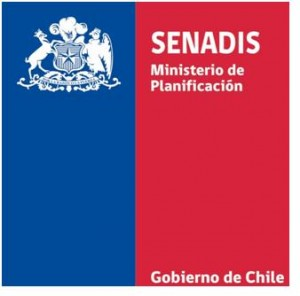 SENADIS
Ministerio de
Planificación
Gobierno de Chile